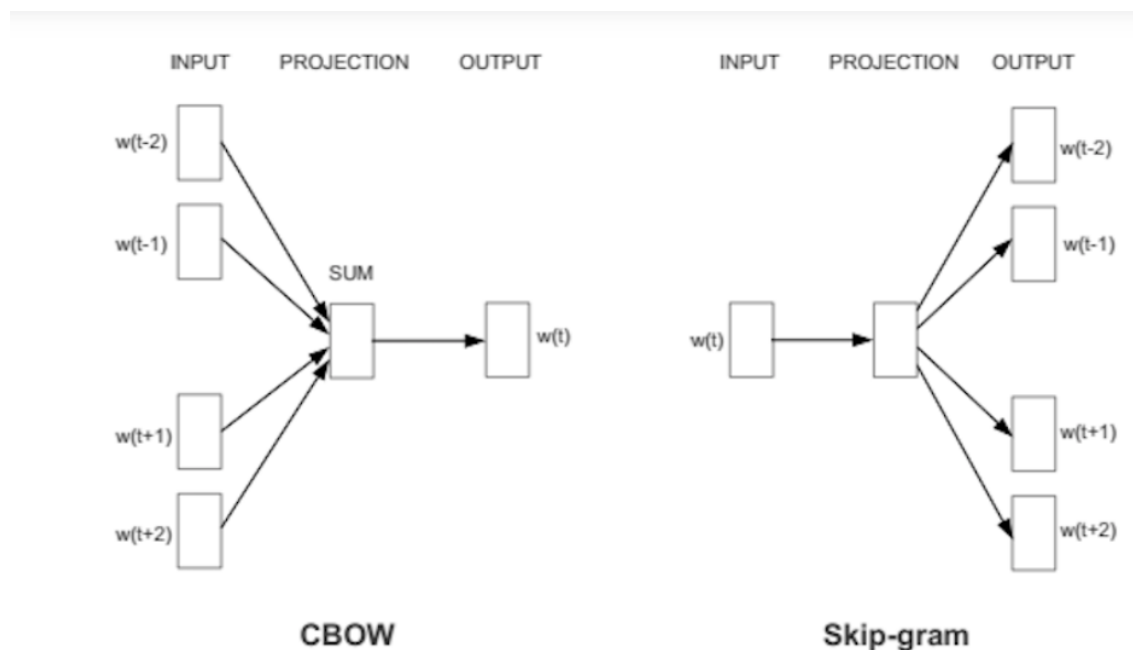 INPUT PROJECTION OUTPUT
w(t-2)
w(t-1)
SUM
w(t)
w(t+1)
w(t+2)
CBOW
INPUT PROJECTION OUTPUT
w(t-2)
w(t-1)
w(t)
w(t+1)
w(t+2)
Skip-gram